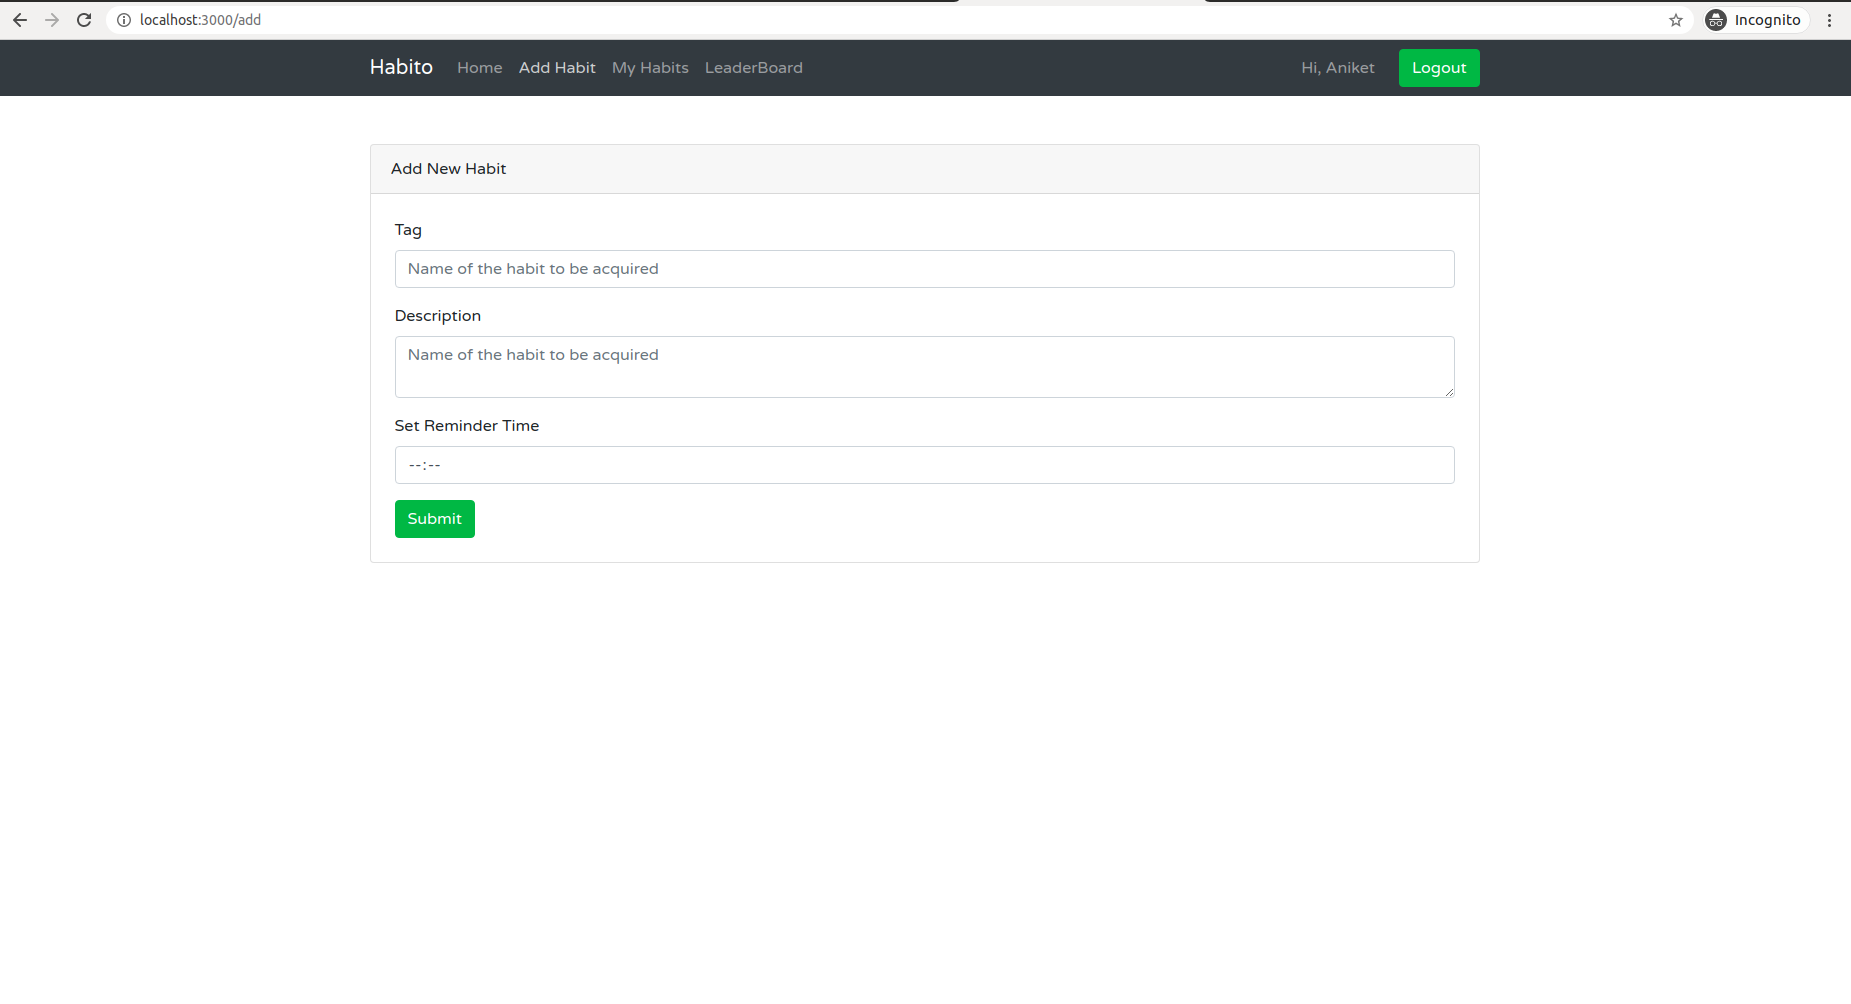 localhost:3000/add
Incognito
Habito Home Add Habit My Habits LeaderBoard Hi, Aniket Logout
Add New Habit
Tag
Name of the habit to be acquired
Description
Name of the habit to be acquired
Set Reminder Time
--:--
Submit